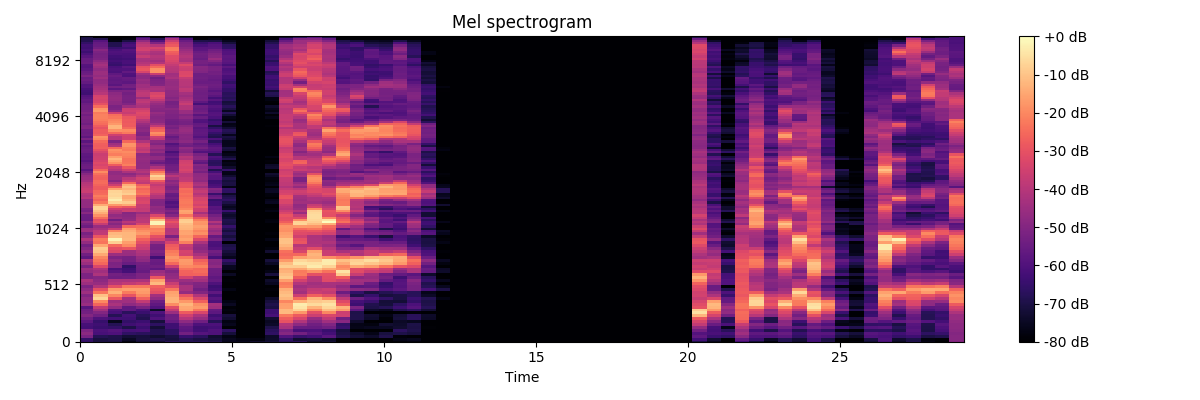 Mel spectrogram
Hz
8192
4096
2048
1024
512
0
0 5 10 15 20 25
Time
+0 dB
-10 dB
-20 dB
-30 dB
-40 dB
-50 dB
-60 dB
-70 dB
-80 dB